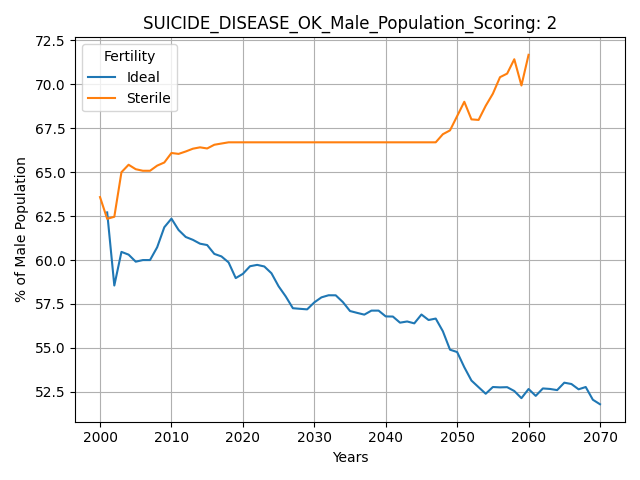 SUICIDE_DISEASE_OK_Male_Population_Scoring: 2
72.5
70.0
67.5
65.0
62.5
60.0
57.5
55.0
52.5
% of Male Population
Fertility
Ideal
Sterile
2000 2010 2020 2030 2040 2050 2060 2070
Years